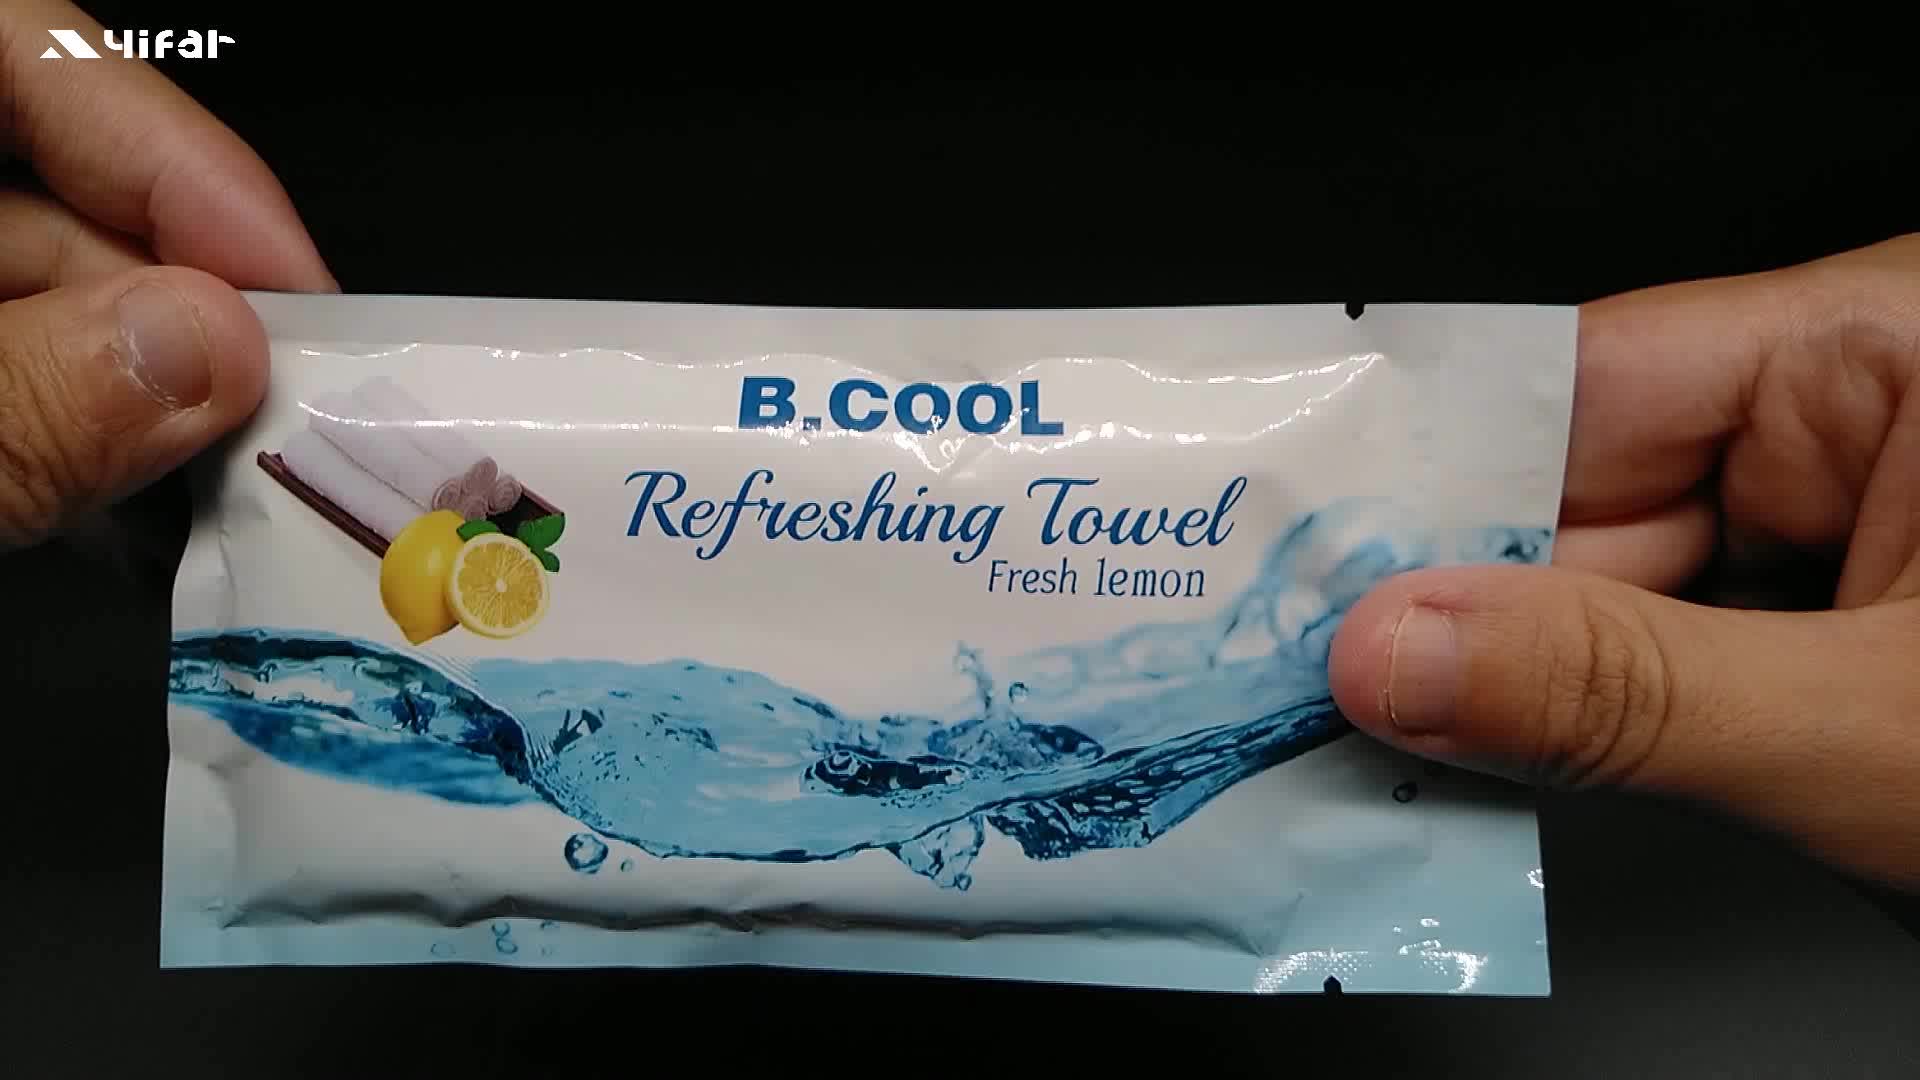 Yifar
B.COOL
Refreshing Towel
Fresh lemon